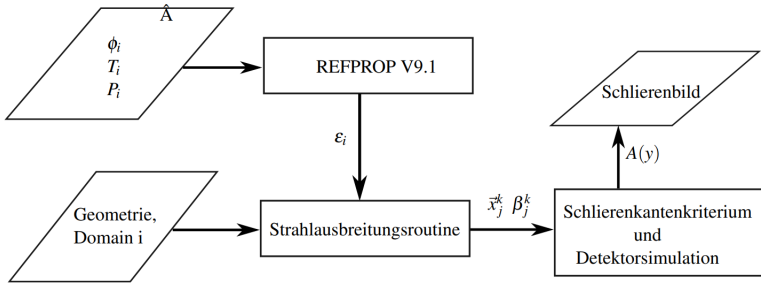 Â
ϕᵢ
Tᵢ
Pᵢ
REFPROP V9.1
Schlierenbild
εᵢ
A(y)
Geometrie,
Domain i
Strahlausbreitungsroutine
x⃗ⱼᵏ βⱼᵏ
Schlierenkantenkriterium
und
Detektorsimulation